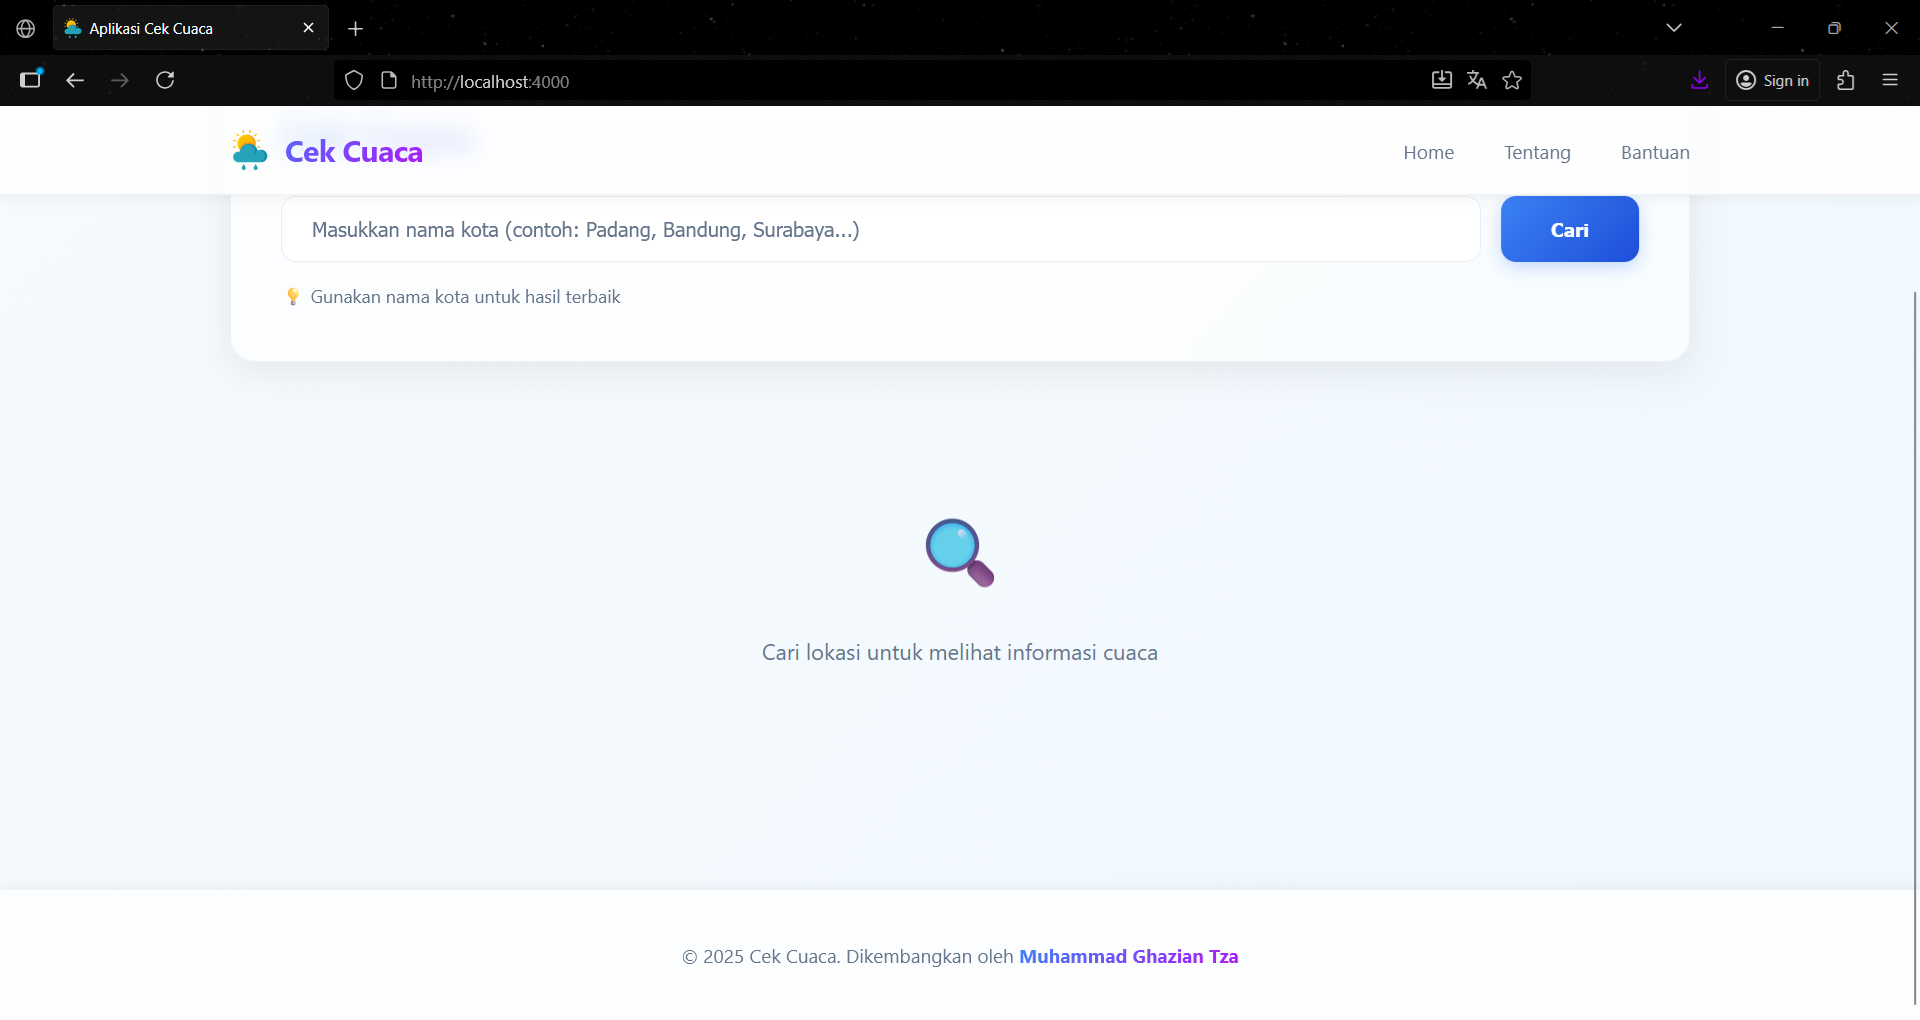 Aplikasi Cek Cuaca
http://localhost:4000
Sign in
Cek Cuaca
Home
Tentang
Bantuan
Masukkan nama kota (contoh: Padang, Bandung, Surabaya...)
Cari
Gunakan nama kota untuk hasil terbaik
Cari lokasi untuk melihat informasi cuaca
© 2025 Cek Cuaca. Dikembangkan oleh Muhammad Ghazian Tza